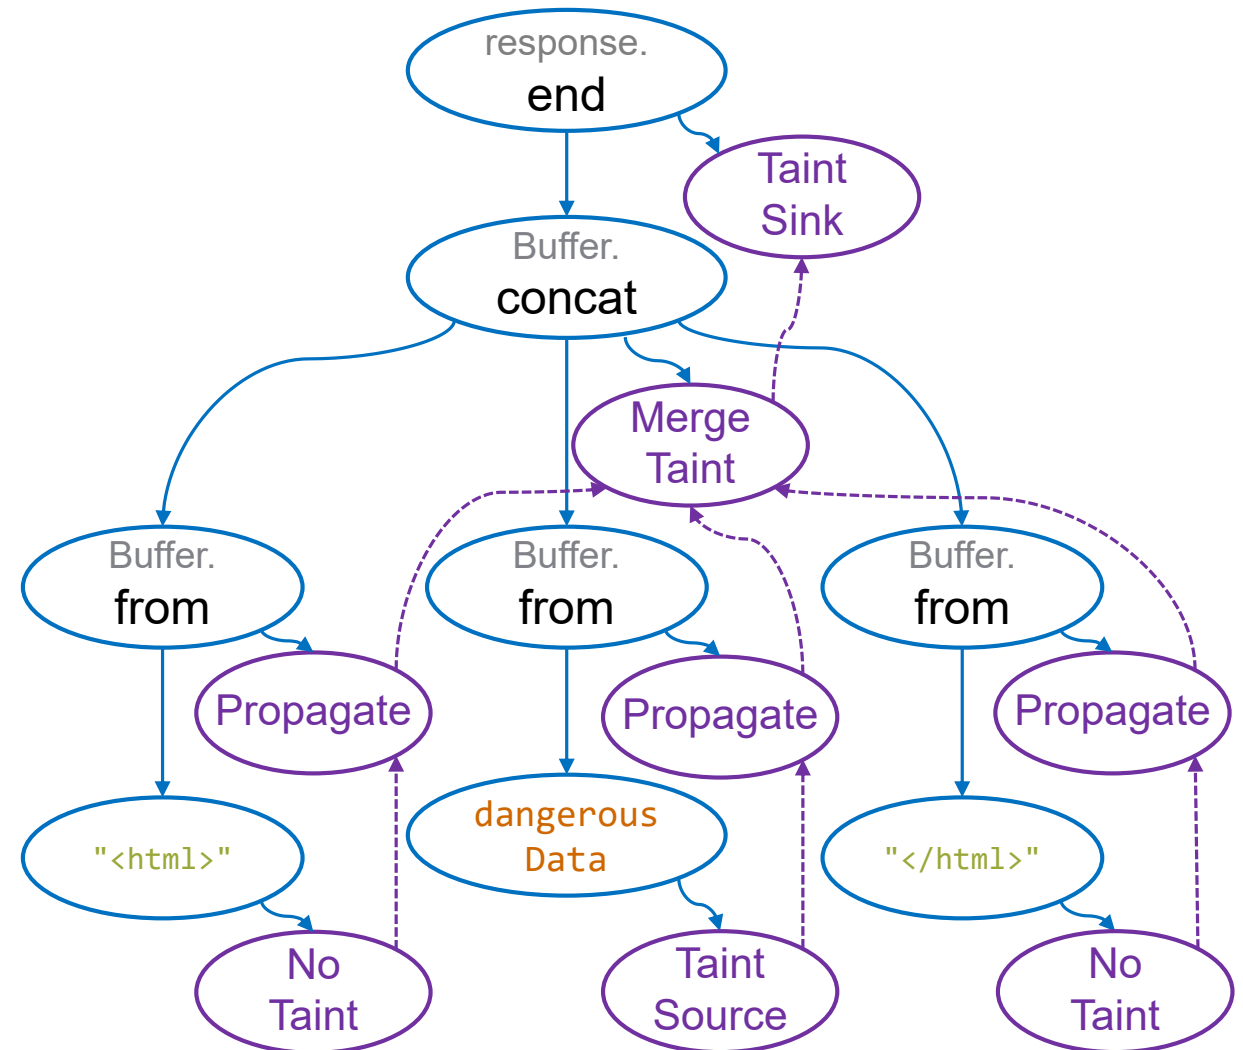 response.
end
Taint
Sink
Buffer.
concat
Merge
Taint
Buffer.
from
Buffer.
from
Buffer.
from
Propagate
Propagate
Propagate
"<html>"
dangerous
Data
"</html>"
No
Taint
Taint
Source
No
Taint